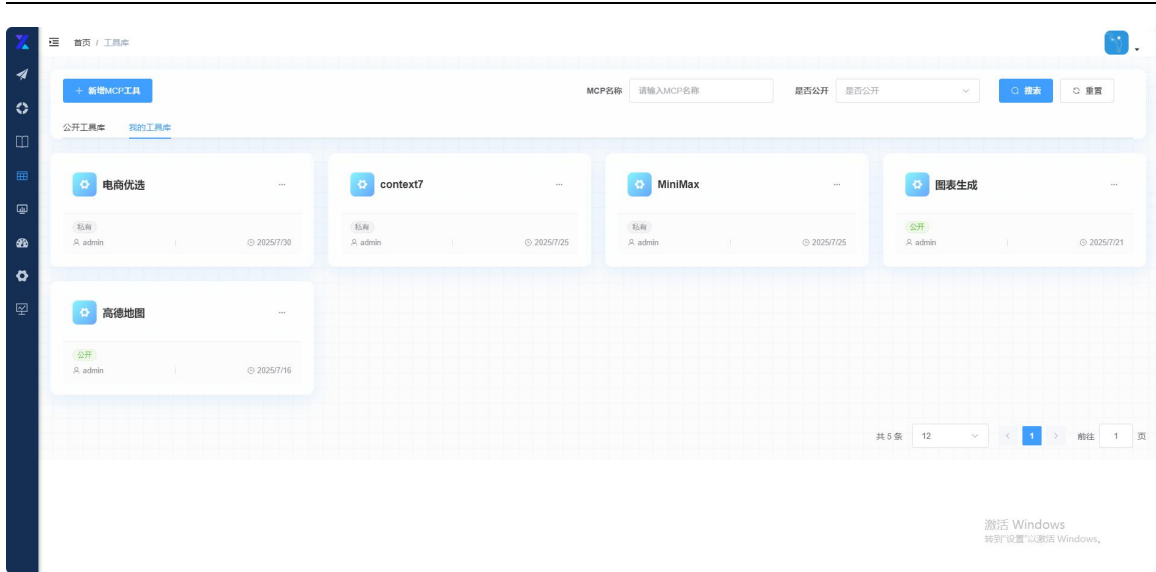 首页 / 工具库
+ 新增MCP工具 MCP名称 请输入MCP名称 是否公开 是否公开 搜索 重置
公开工具库 我的工具库
电商优选 ... context7 ... MiniMax ... 图表生成 ...
私有 私有 私有 公开
admin 2025/7/30 admin 2025/7/25 admin 2025/7/25 admin 2025/7/21
高德地图 ...
公开
admin 2025/7/16
共 5 条 12 < 1 > 前往 1 页
激活 Windows
转到"设置"以激活 Windows。